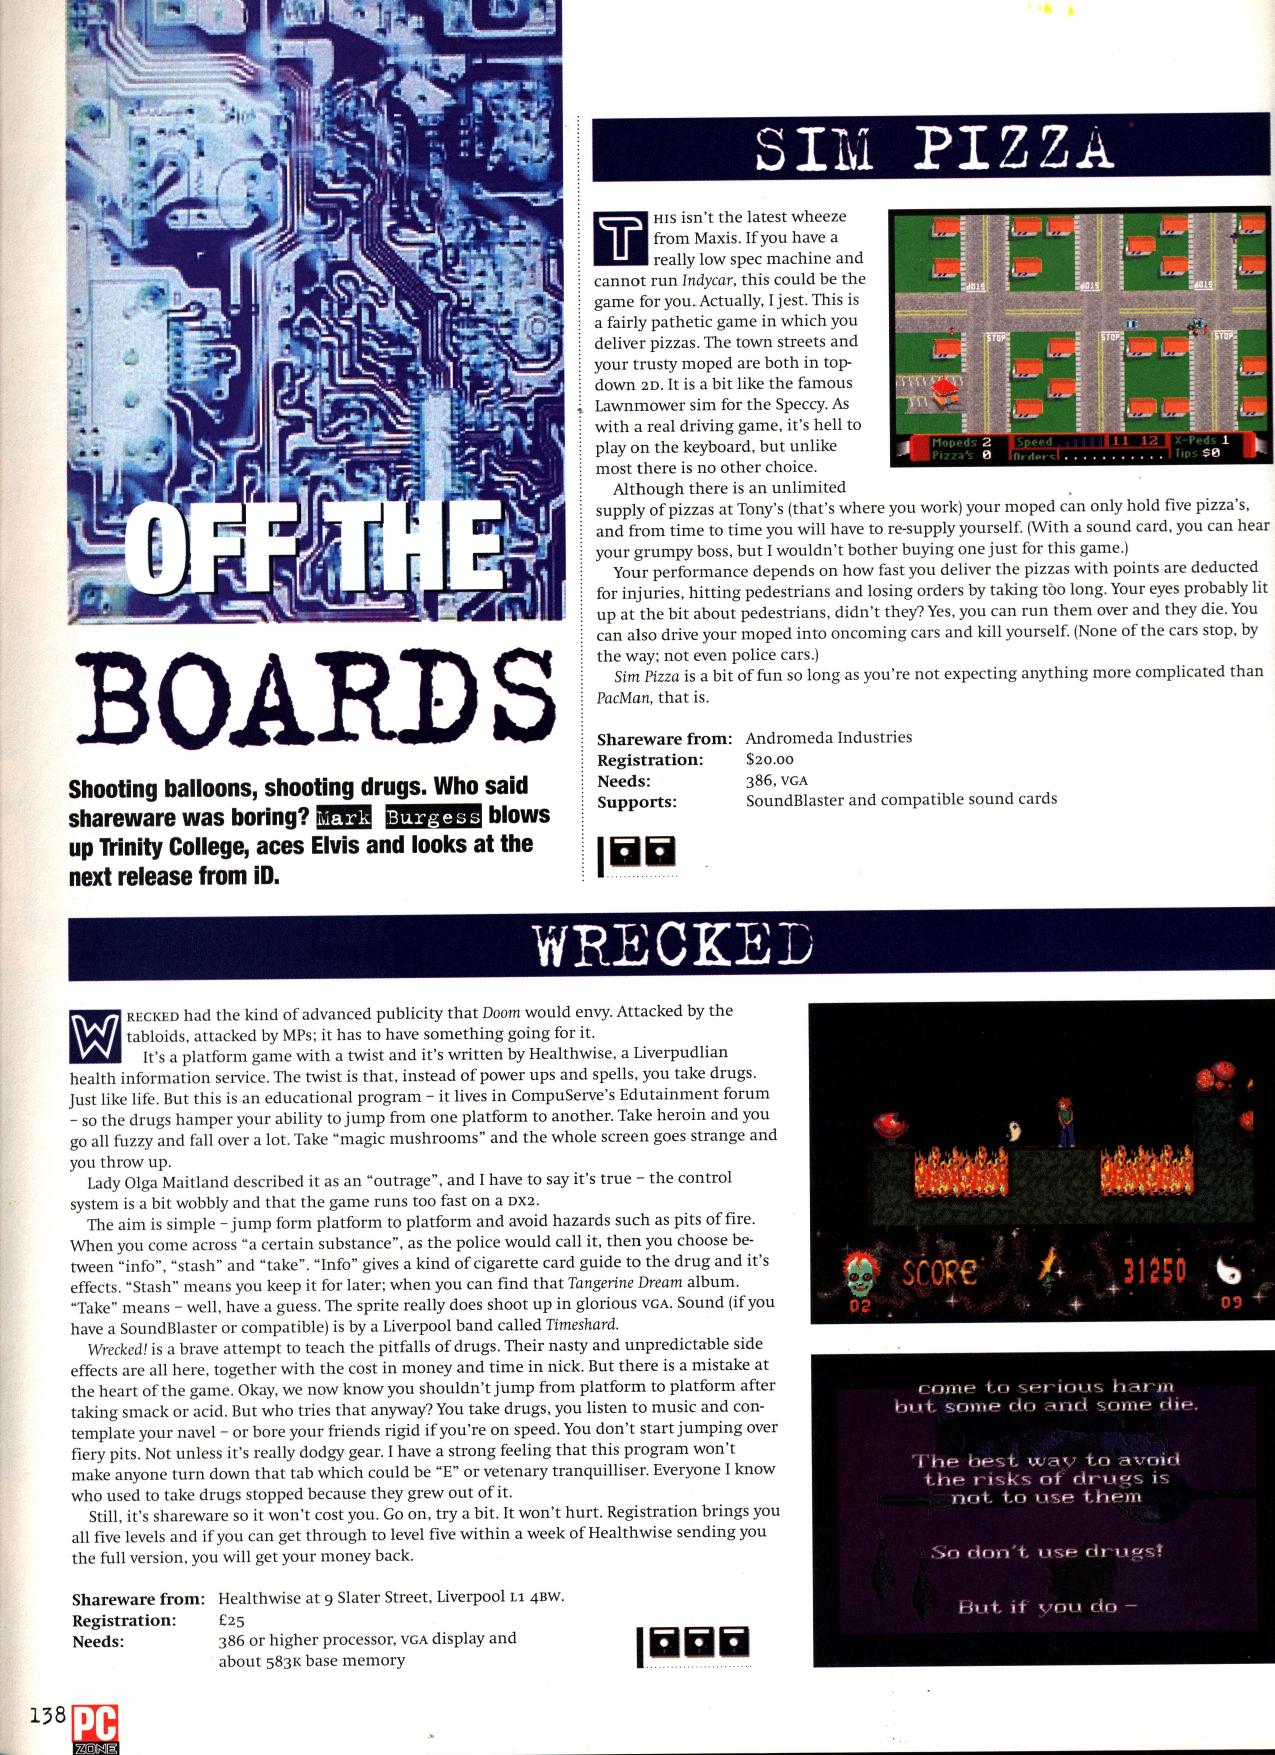 OFF THE
BOARDS
Shooting balloons, shooting drugs. Who said
shareware was boring? Mark Burgess blows
up Trinity College, aces Elvis and looks at the
next release from iD.
SIM PIZZA
THIS isn't the latest wheeze
from Maxis. If you have a
really low spec machine and
cannot run Indycar, this could be the
game for you. Actually, I jest. This is
a fairly pathetic game in which you
deliver pizzas. The town streets and
your trusty moped are both in top-
down 2D. It is a bit like the famous
Lawnmower sim for the Speccy. As
with a real driving game, it's hell to
play on the keyboard, but unlike
most there is no other choice.
Although there is an unlimited
supply of pizzas at Tony's (that's where you work) your moped can only hold five pizza's,
and from time to time you will have to re-supply yourself. (With a sound card, you can hear
your grumpy boss, but I wouldn't bother buying one just for this game.)
Your performance depends on how fast you deliver the pizzas with points are deducted
for injuries, hitting pedestrians and losing orders by taking too long. Your eyes probably lit
up at the bit about pedestrians, didn't they? Yes, you can run them over and they die. You
can also drive your moped into oncoming cars and kill yourself. (None of the cars stop, by
the way; not even police cars.)
Sim Pizza is a bit of fun so long as you're not expecting anything more complicated than
PacMan, that is.
STOP STOP STOP
STOP STOP STOP
Mopeds 2 Speed 11 12 X-Peds 1
Pizza's 0 Orders Tips $0
Shareware from: Andromeda Industries
Registration: $20.00
Needs: 386, VGA
Supports: SoundBlaster and compatible sound cards
WRECKED
WRECKED had the kind of advanced publicity that Doom would envy. Attacked by the
tabloids, attacked by MPs; it has to have something going for it.
It's a platform game with a twist and it's written by Healthwise, a Liverpudlian
health information service. The twist is that, instead of power ups and spells, you take drugs.
Just like life. But this is an educational program – it lives in CompuServe's Edutainment forum
– so the drugs hamper your ability to jump from one platform to another. Take heroin and you
go all fuzzy and fall over a lot. Take "magic mushrooms" and the whole screen goes strange and
you throw up.
Lady Olga Maitland described it as an "outrage", and I have to say it's true – the control
system is a bit wobbly and that the game runs too fast on a DX2.
The aim is simple – jump form platform to platform and avoid hazards such as pits of fire.
When you come across "a certain substance", as the police would call it, then you choose be-
tween "info", "stash" and "take". "Info" gives a kind of cigarette card guide to the drug and it's
effects. "Stash" means you keep it for later; when you can find that Tangerine Dream album.
"Take" means – well, have a guess. The sprite really does shoot up in glorious VGA. Sound (if you
have a SoundBlaster or compatible) is by a Liverpool band called Timeshard.
Wrecked! is a brave attempt to teach the pitfalls of drugs. Their nasty and unpredictable side
effects are all here, together with the cost in money and time in nick. But there is a mistake at
the heart of the game. Okay, we now know you shouldn't jump from platform to platform after
taking smack or acid. But who tries that anyway? You take drugs, you listen to music and con-
template your navel – or bore your friends rigid if you're on speed. You don't start jumping over
fiery pits. Not unless it's really dodgy gear. I have a strong feeling that this program won't
make anyone turn down that tab which could be "E" or vetenary tranquilliser. Everyone I know
who used to take drugs stopped because they grew out of it.
Still, it's shareware so it won't cost you. Go on, try a bit. It won't hurt. Registration brings you
all five levels and if you can get through to level five within a week of Healthwise sending you
the full version, you will get your money back.
Shareware from: Healthwise at 9 Slater Street, Liverpool L1 4BW.
Registration: £25
Needs: 386 or higher processor, VGA display and
about 583K base memory
SCORE 31250
02 09
come to serious harm
but some do and some die.
The best way to avoid
the risks of drugs is
not to use them
So don't use drugs!
But if you do –
138 PC
ZONE